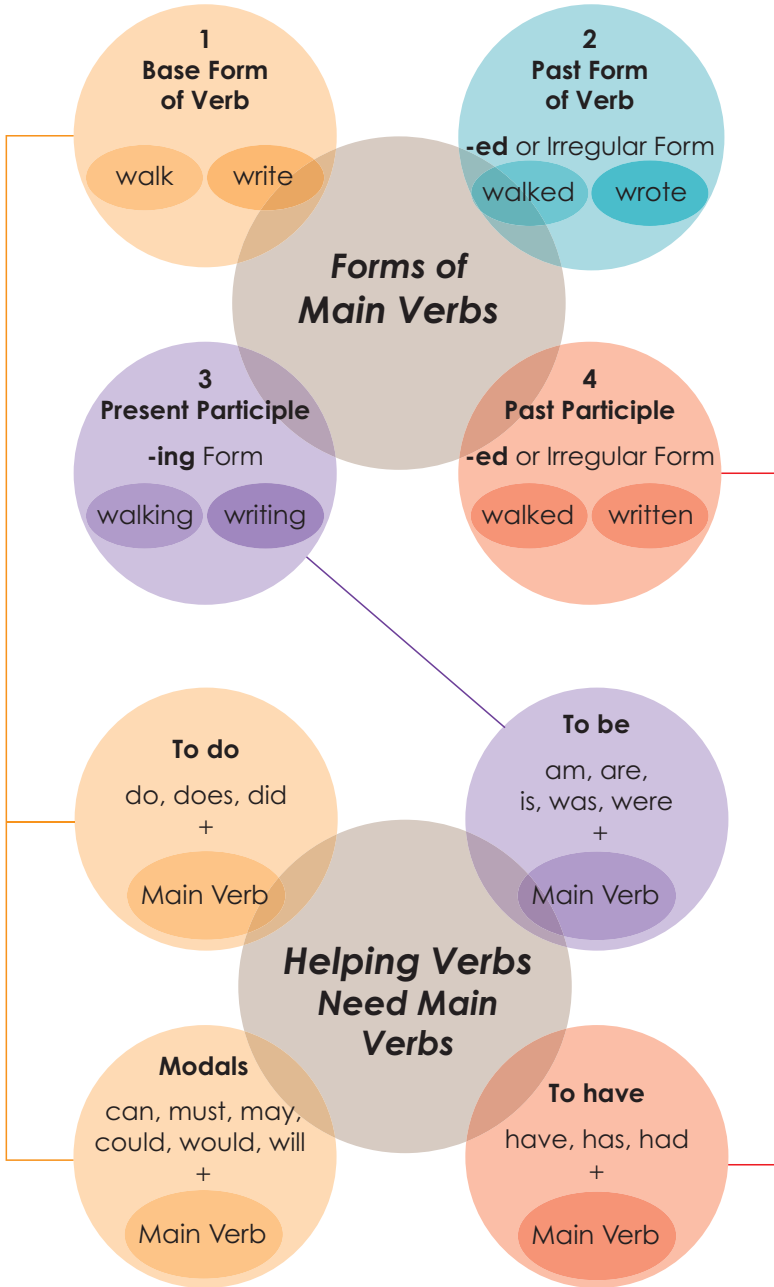 1
Base Form
of Verb
walk
write
2
Past Form
of Verb
-ed or Irregular Form
walked
wrote
Forms of
Main Verbs
3
Present Participle
-ing Form
walking
writing
4
Past Participle
-ed or Irregular Form
walked
written
To do
do, does, did
+
Main Verb
To be
am, are,
is, was, were
+
Main Verb
Helping Verbs
Need Main
Verbs
Modals
can, must, may,
could, would, will
+
Main Verb
To have
have, has, had
+
Main Verb